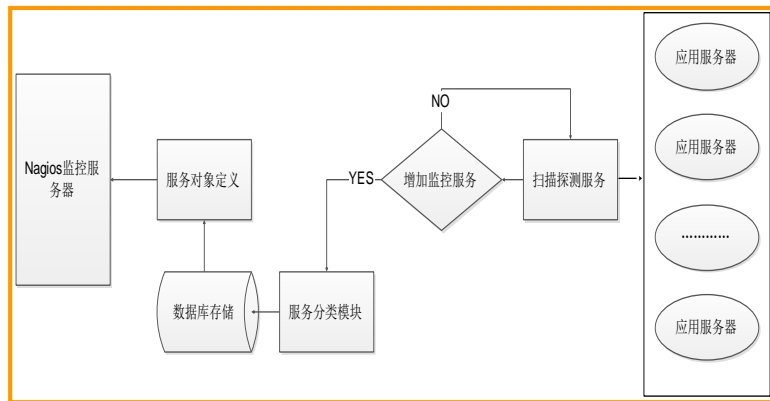 应用服务器
NO
应用服务器
Nagios监控服
务器
服务对象定义
YES
增加监控服务
扫描探测服务
…………
数据库存储
服务分类模块
应用服务器